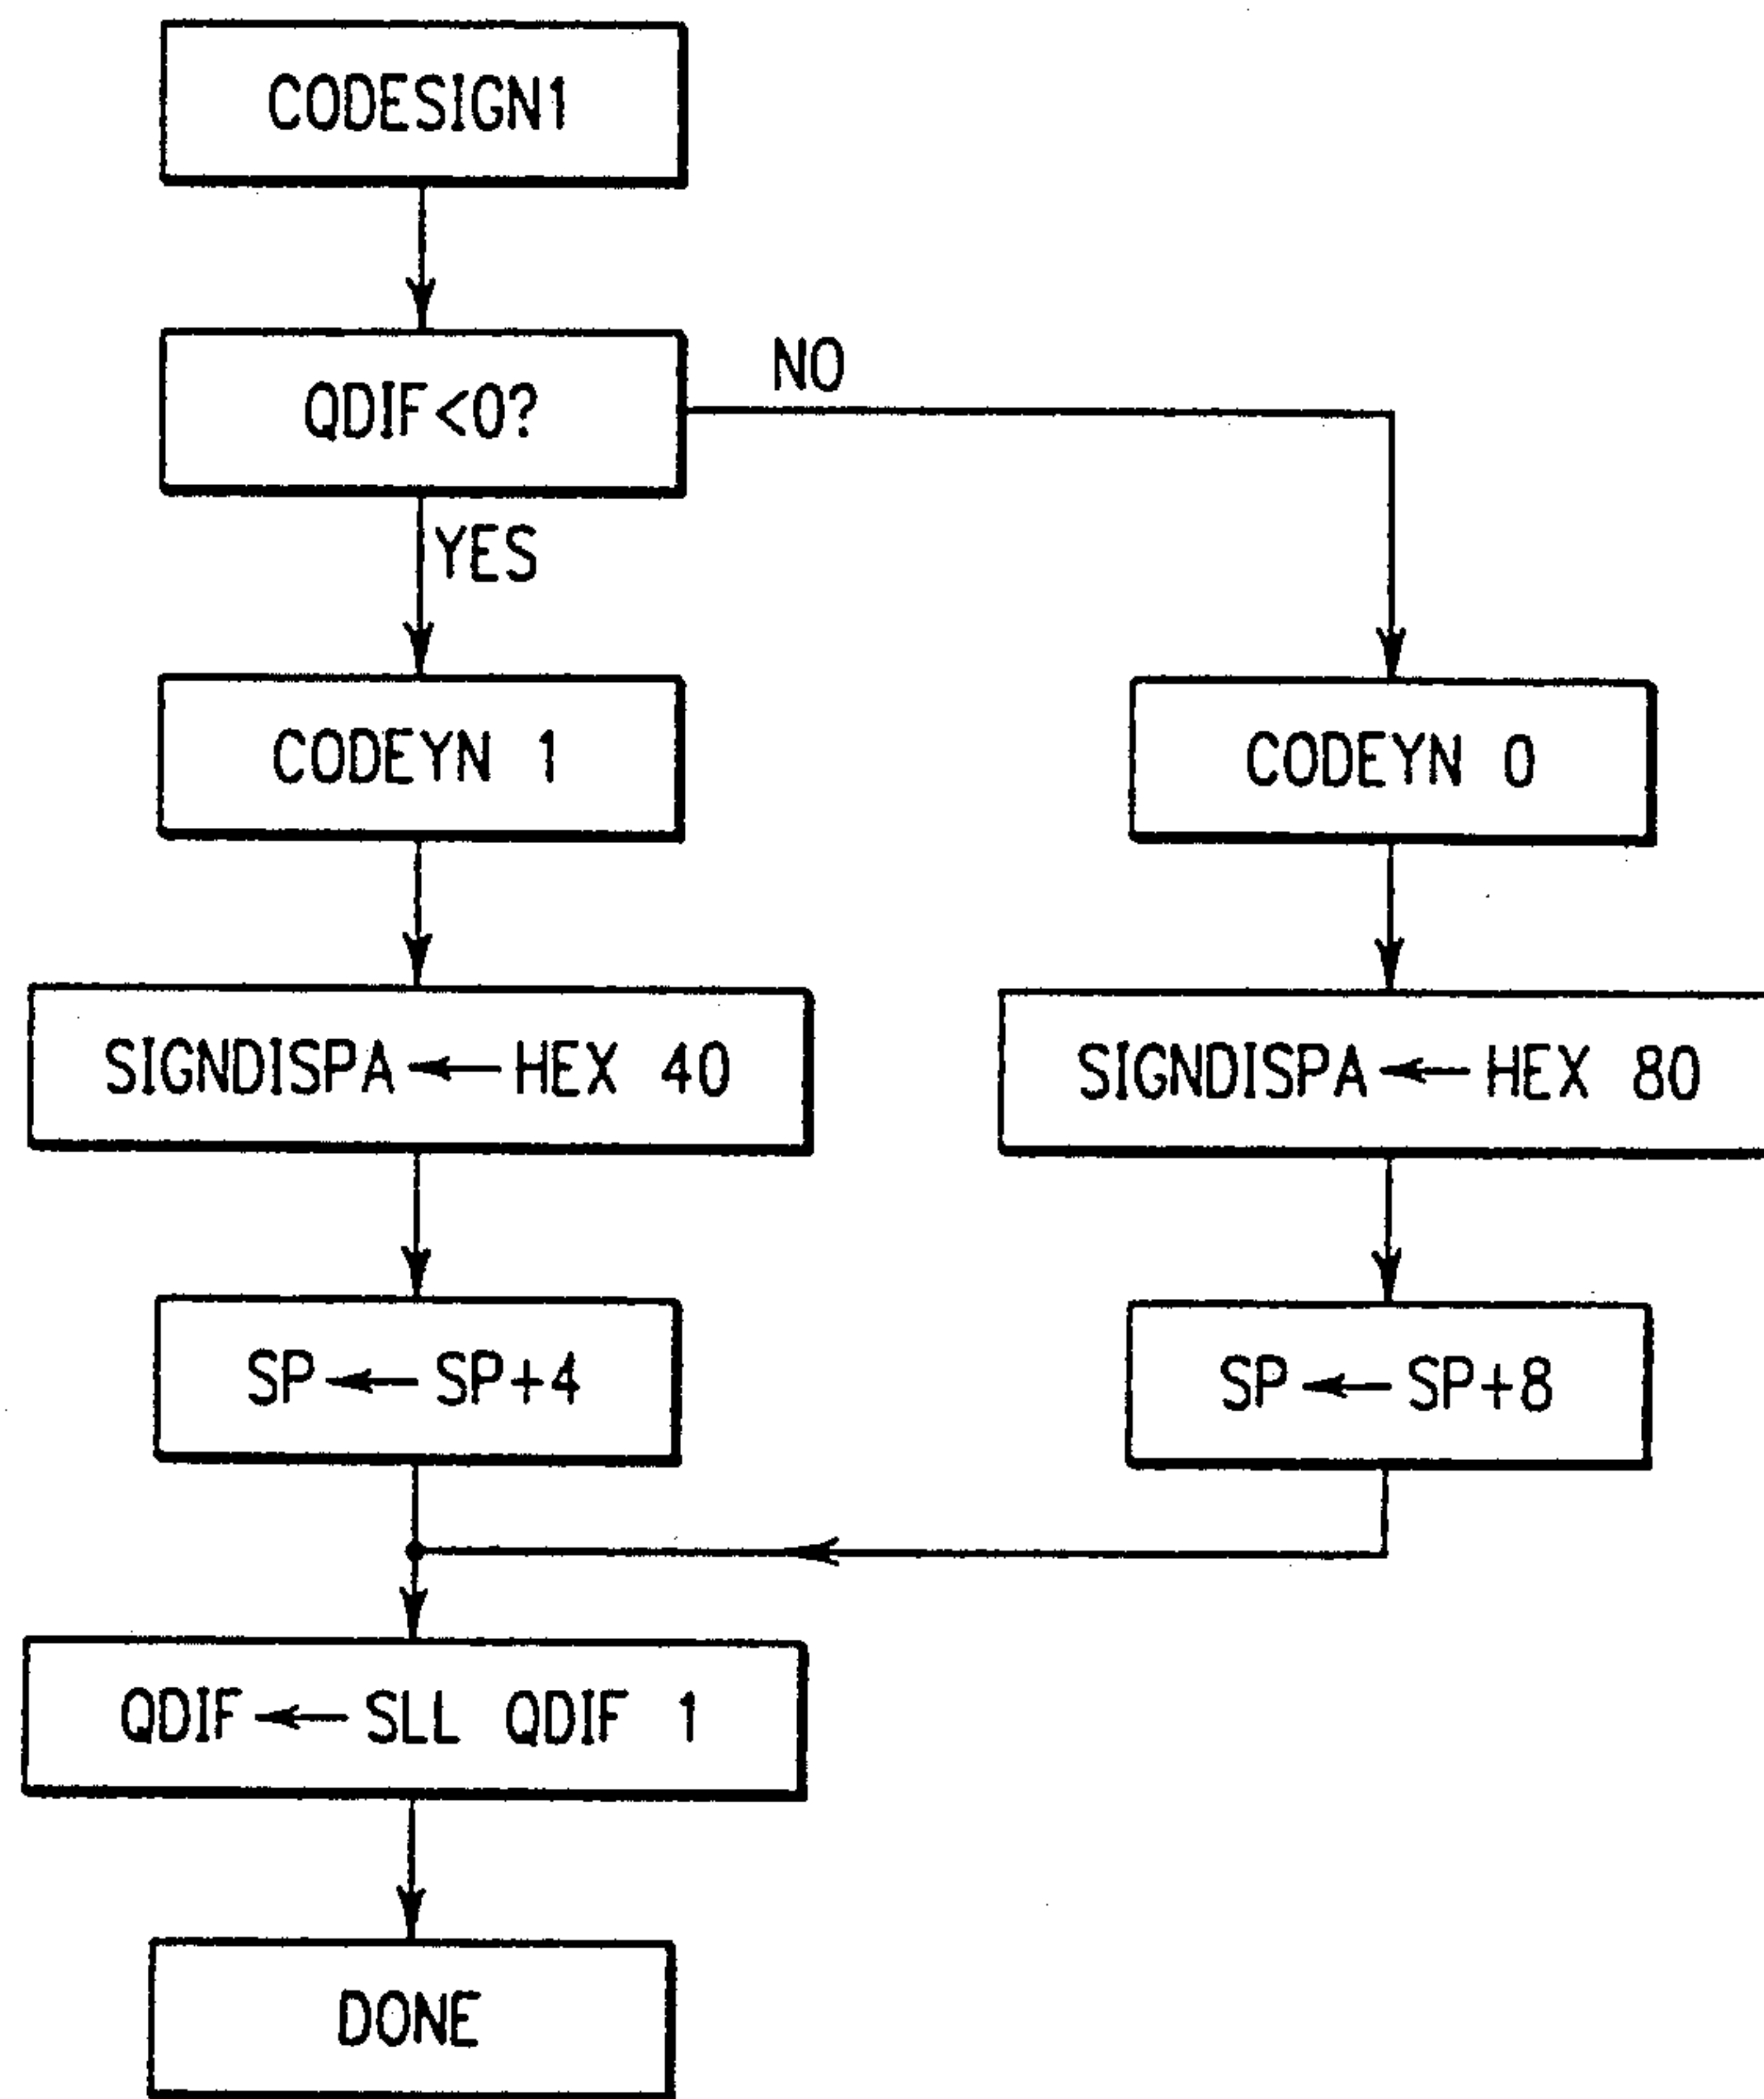 CODESIGN1
QDIF<0?
NO
YES
CODEYN 1
CODEYN 0
SIGNDISPA ← HEX 40
SIGNDISPA ← HEX 80
SP ← SP+4
SP ← SP+8
QDIF ← SLL QDIF 1
DONE